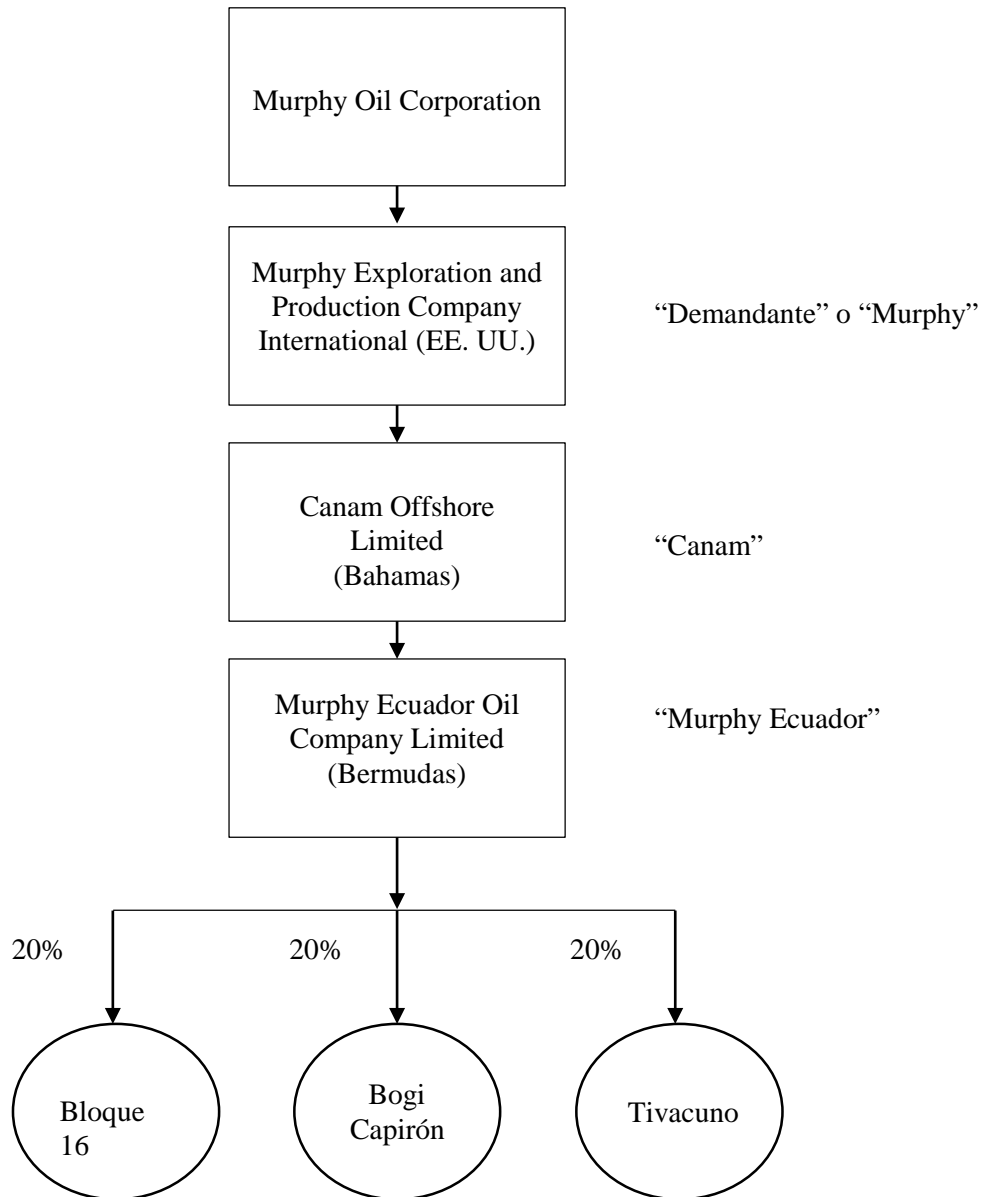 Murphy Oil Corporation
Murphy Exploration and
Production Company
International (EE. UU.)
“Demandante” o “Murphy”
Canam Offshore
Limited
(Bahamas)
“Canam”
Murphy Ecuador Oil
Company Limited
(Bermudas)
“Murphy Ecuador”
20%
20%
20%
Bloque
16
Bogi
Capirón
Tivacuno